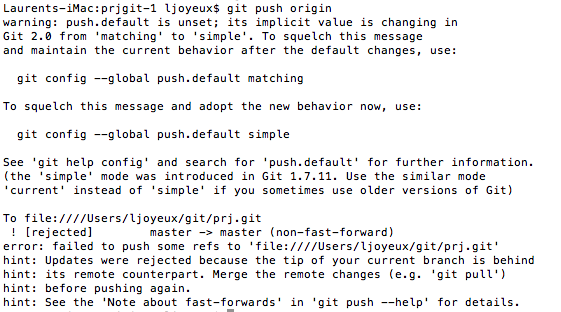 Laurents-iMac:prjgit-1 ljoyeux$ git push origin
warning: push.default is unset; its implicit value is changing in
Git 2.0 from 'matching' to 'simple'. To squelch this message
and maintain the current behavior after the default changes, use:
git config --global push.default matching
To squelch this message and adopt the new behavior now, use:
git config --global push.default simple
See 'git help config' and search for 'push.default' for further information.
(the 'simple' mode was introduced in Git 1.7.11. Use the similar mode
'current' instead of 'simple' if you sometimes use older versions of Git)
To file:////Users/ljoyeux/git/prj.git
! [rejected] master -> master (non-fast-forward)
error: failed to push some refs to 'file:////Users/ljoyeux/git/prj.git'
hint: Updates were rejected because the tip of your current branch is behind
hint: its remote counterpart. Merge the remote changes (e.g. 'git pull')
hint: before pushing again.
hint: See the 'Note about fast-forwards' in 'git push --help' for details.